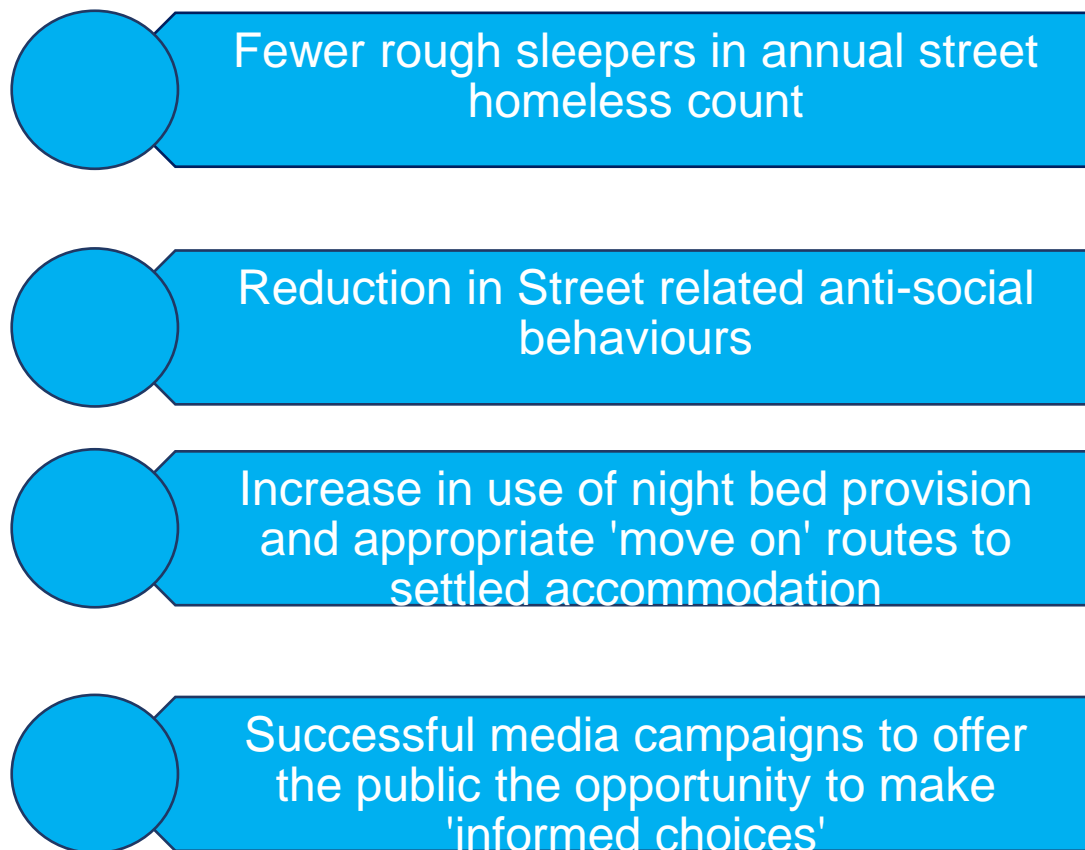 Fewer rough sleepers in annual street
homeless count
Reduction in Street related anti-social
behaviours
Increase in use of night bed provision
and appropriate 'move on' routes to
settled accommodation
Successful media campaigns to offer
the public the opportunity to make
'informed choices'